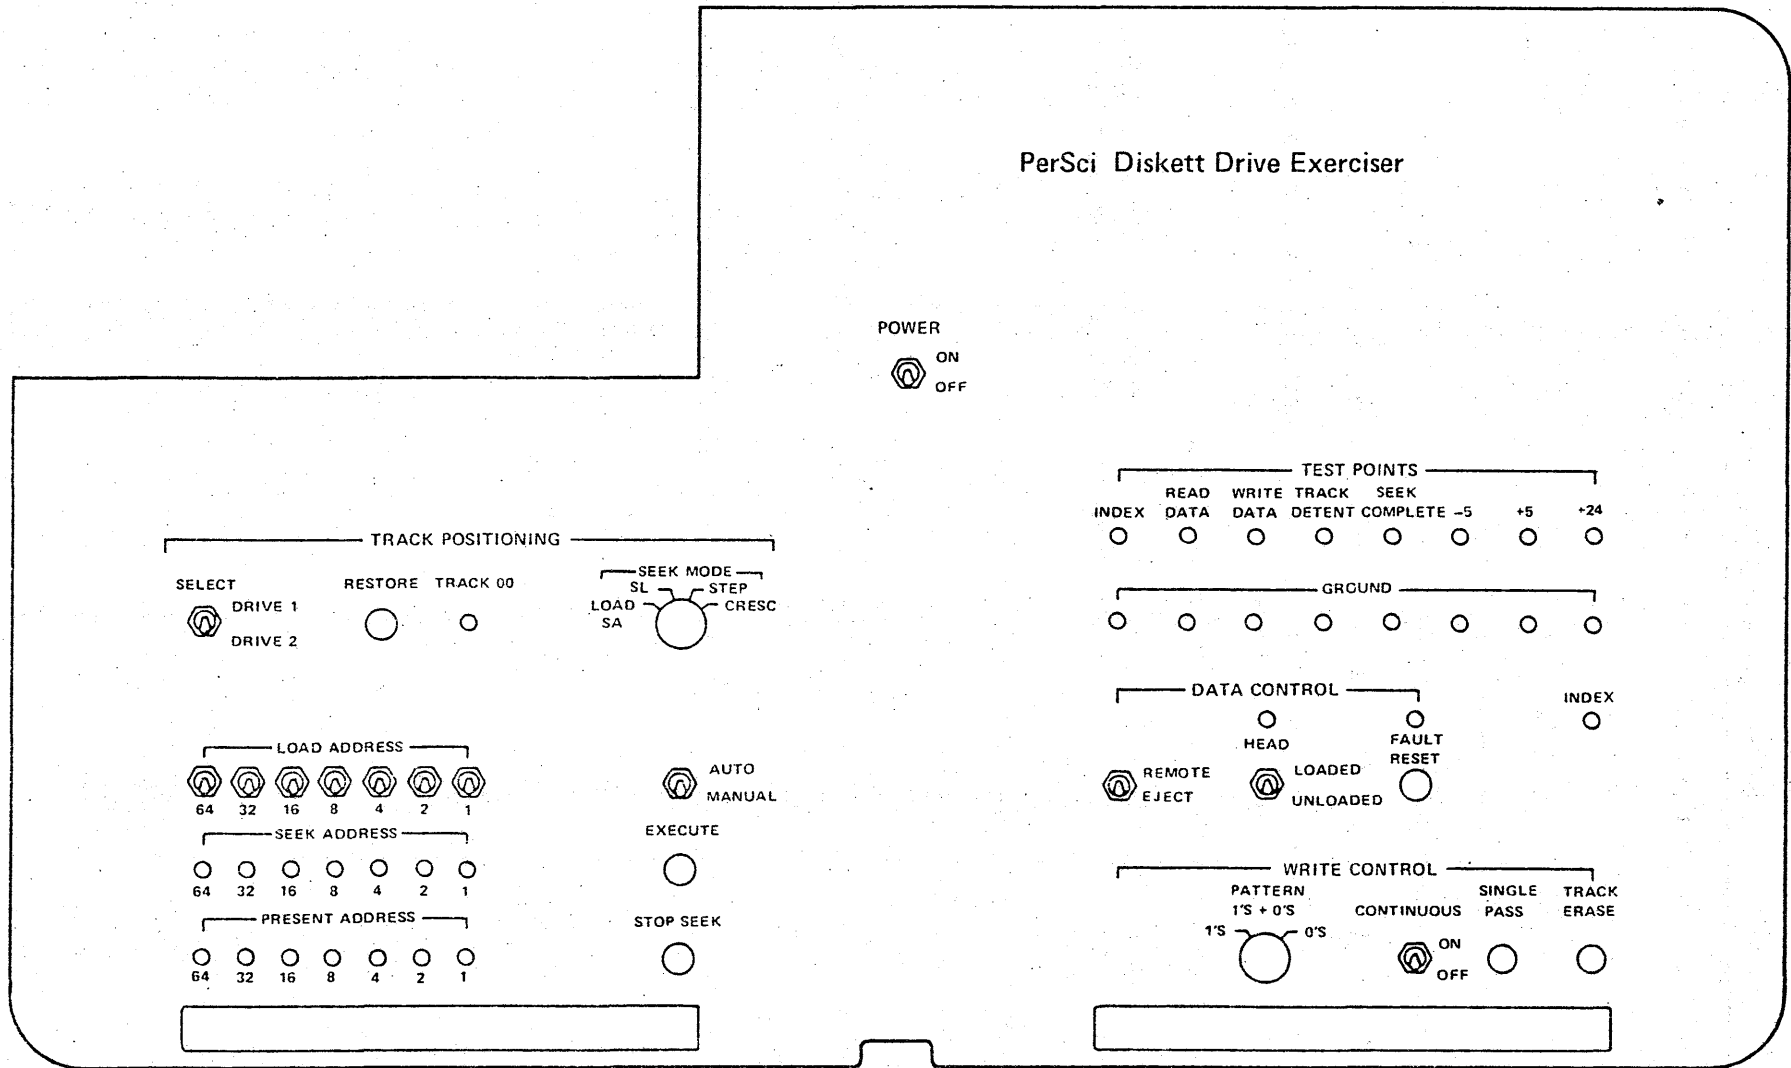 PerSci Diskett Drive Exerciser
POWER
ON
OFF
TRACK POSITIONING
SELECT
DRIVE 1
DRIVE 2
RESTORE
TRACK 00
SEEK MODE
SL
STEP
LOAD
CRESC
SA
LOAD ADDRESS
64 32 16 8 4 2 1
AUTO
MANUAL
SEEK ADDRESS
64 32 16 8 4 2 1
EXECUTE
PRESENT ADDRESS
64 32 16 8 4 2 1
STOP SEEK
TEST POINTS
READ WRITE TRACK SEEK
INDEX DATA DATA DETENT COMPLETE -5 +5 +24
GROUND
DATA CONTROL
INDEX
HEAD
FAULT
RESET
REMOTE
EJECT
LOADED
UNLOADED
WRITE CONTROL
PATTERN
1'S + 0'S
1'S
0'S
CONTINUOUS
ON
OFF
SINGLE
PASS
TRACK
ERASE